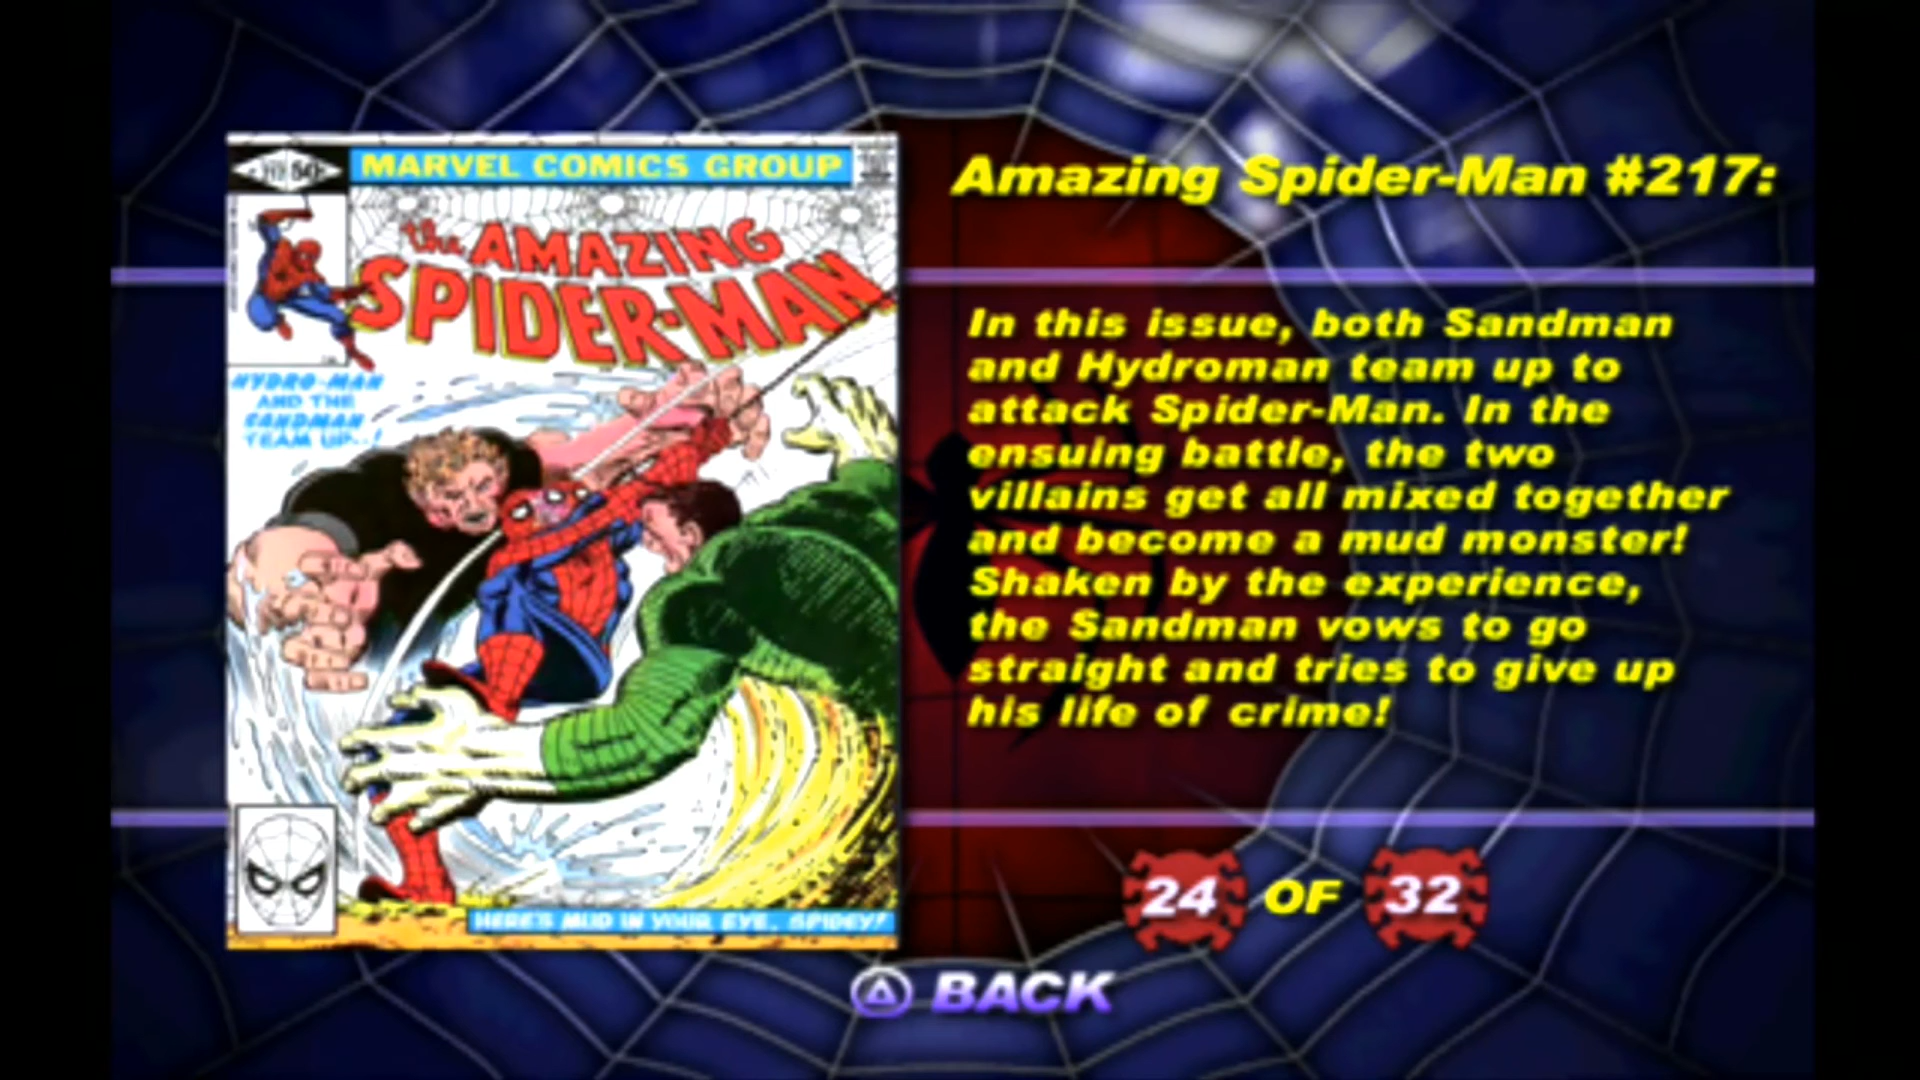 MARVEL COMICS GROUP
the AMAZING
SPIDER-MAN
HYDRO-MAN
AND THE
SANDMAN
TEAM UP--!
HERE'S MUD IN YOUR EYE, SPIDEY!
Amazing Spider-Man #217:
In this issue, both Sandman
and Hydroman team up to
attack Spider-Man. In the
ensuing battle, the two
villains get all mixed together
and become a mud monster!
Shaken by the experience,
the Sandman vows to go
straight and tries to give up
his life of crime!
24 OF 32
BACK